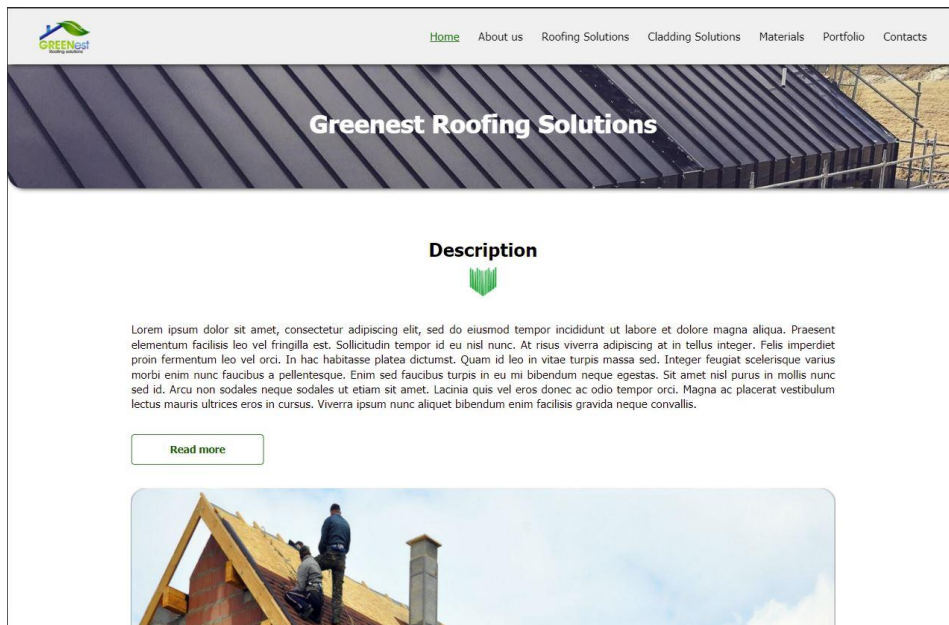 GREENest
Roofing solutions
Home About us Roofing Solutions Cladding Solutions Materials Portfolio Contacts
Greenest Roofing Solutions
Description
Lorem ipsum dolor sit amet, consectetur adipiscing elit, sed do eiusmod tempor incididunt ut labore et dolore magna aliqua. Praesent
elementum facilisis leo vel fringilla est. Sollicitudin tempor id eu nisl nunc. At risus viverra adipiscing at in tellus integer. Felis imperdiet
proin fermentum leo vel orci. In hac habitasse platea dictumst. Quam id leo in vitae turpis massa sed. Integer feugiat scelerisque varius
morbi enim nunc faucibus a pellentesque. Enim sed faucibus turpis in eu mi bibendum neque egestas. Sit amet nisl purus in mollis nunc
sed id. Arcu non sodales neque sodales ut etiam sit amet. Lacinia quis vel eros donec ac odio tempor orci. Magna ac placerat vestibulum
lectus mauris ultrices eros in cursus. Viverra ipsum nunc aliquet bibendum enim facilisis gravida neque convallis.
Read more